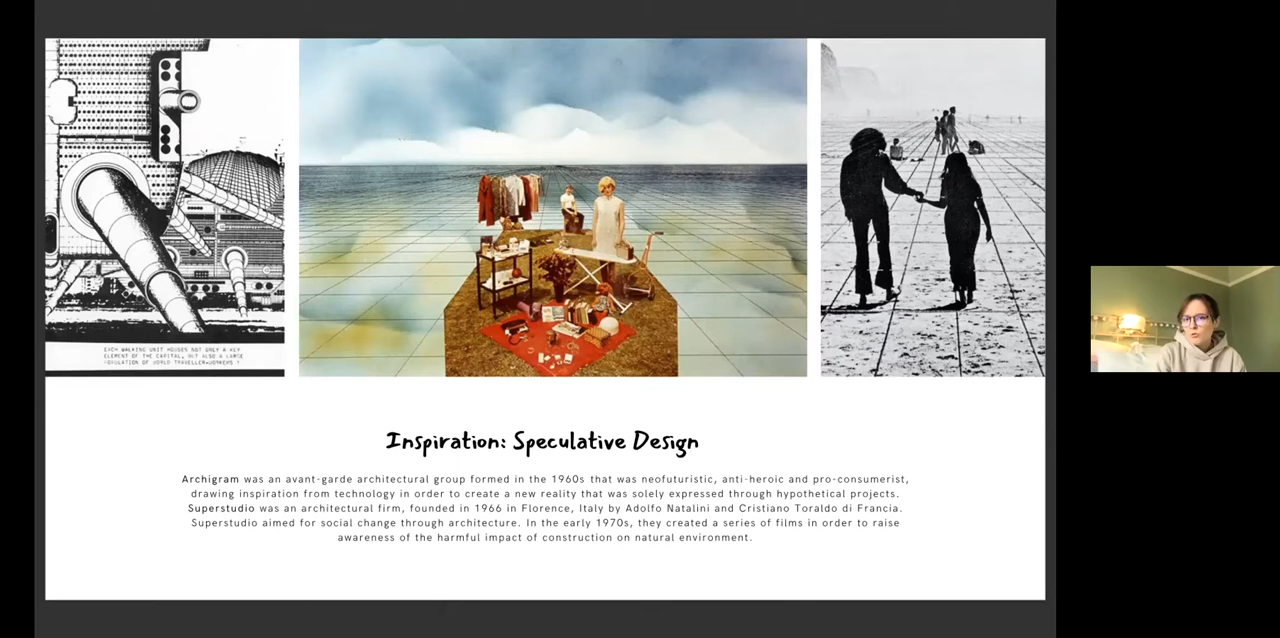 EACH WALKING UNIT HOUSES NOT ONLY A KEY
ELEMENT OF THE CAPITAL, BUT ALSO A LARGE
POPULATION OF WORLD TRAVELLER-WORKERS !
Inspiration: Speculative Design
Archigram was an avant-garde architectural group formed in the 1960s that was neofuturistic, anti-heroic and pro-consumerist,
drawing inspiration from technology in order to create a new reality that was solely expressed through hypothetical projects.
Superstudio was an architectural firm, founded in 1966 in Florence, Italy by Adolfo Natalini and Cristiano Toraldo di Francia.
Superstudio aimed for social change through architecture. In the early 1970s, they created a series of films in order to raise
awareness of the harmful impact of construction on natural environment.